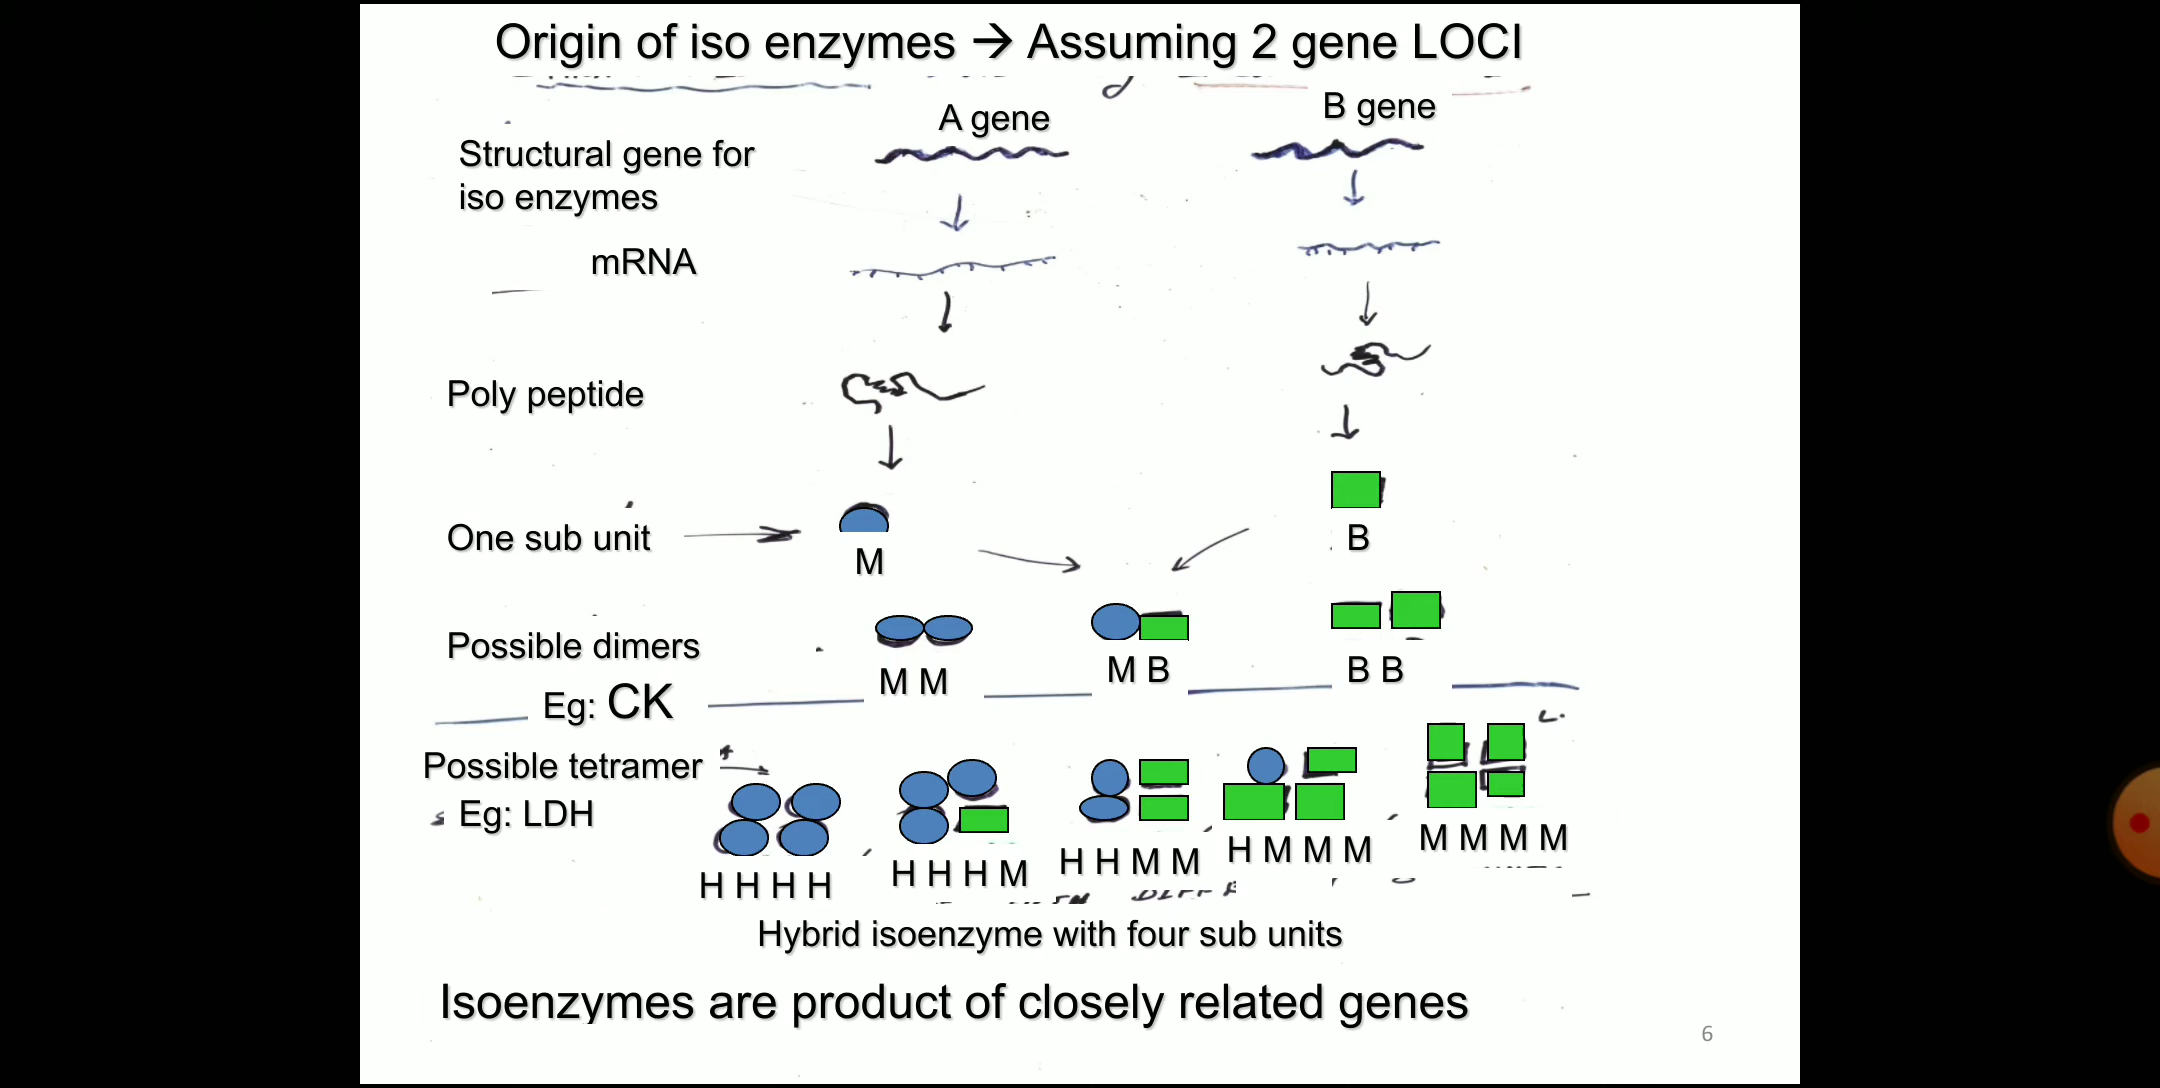 Origin of iso enzymes → Assuming 2 gene LOCI
A gene
B gene
Structural gene for
iso enzymes
mRNA
Poly peptide
One sub unit
M
B
Possible dimers
M M
M B
B B
Eg: CK
Possible tetramer
Eg: LDH
H H H H
H H H M
H H M M
H M M M
M M M M
Hybrid isoenzyme with four sub units
Isoenzymes are product of closely related genes
6